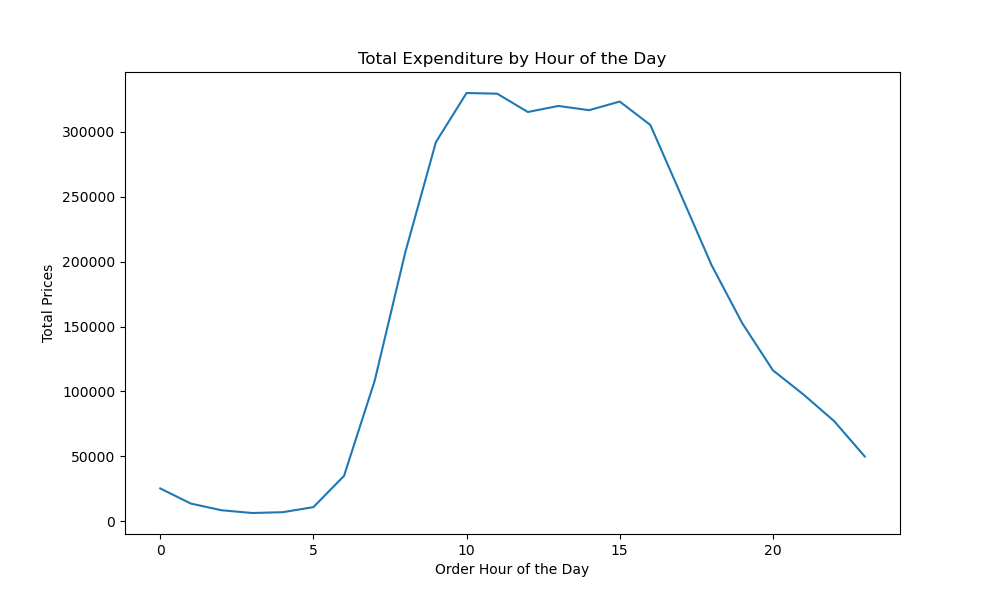 Total Expenditure by Hour of the Day
300000
250000
200000
150000
100000
50000
0
Total Prices
0 5 10 15 20
Order Hour of the Day